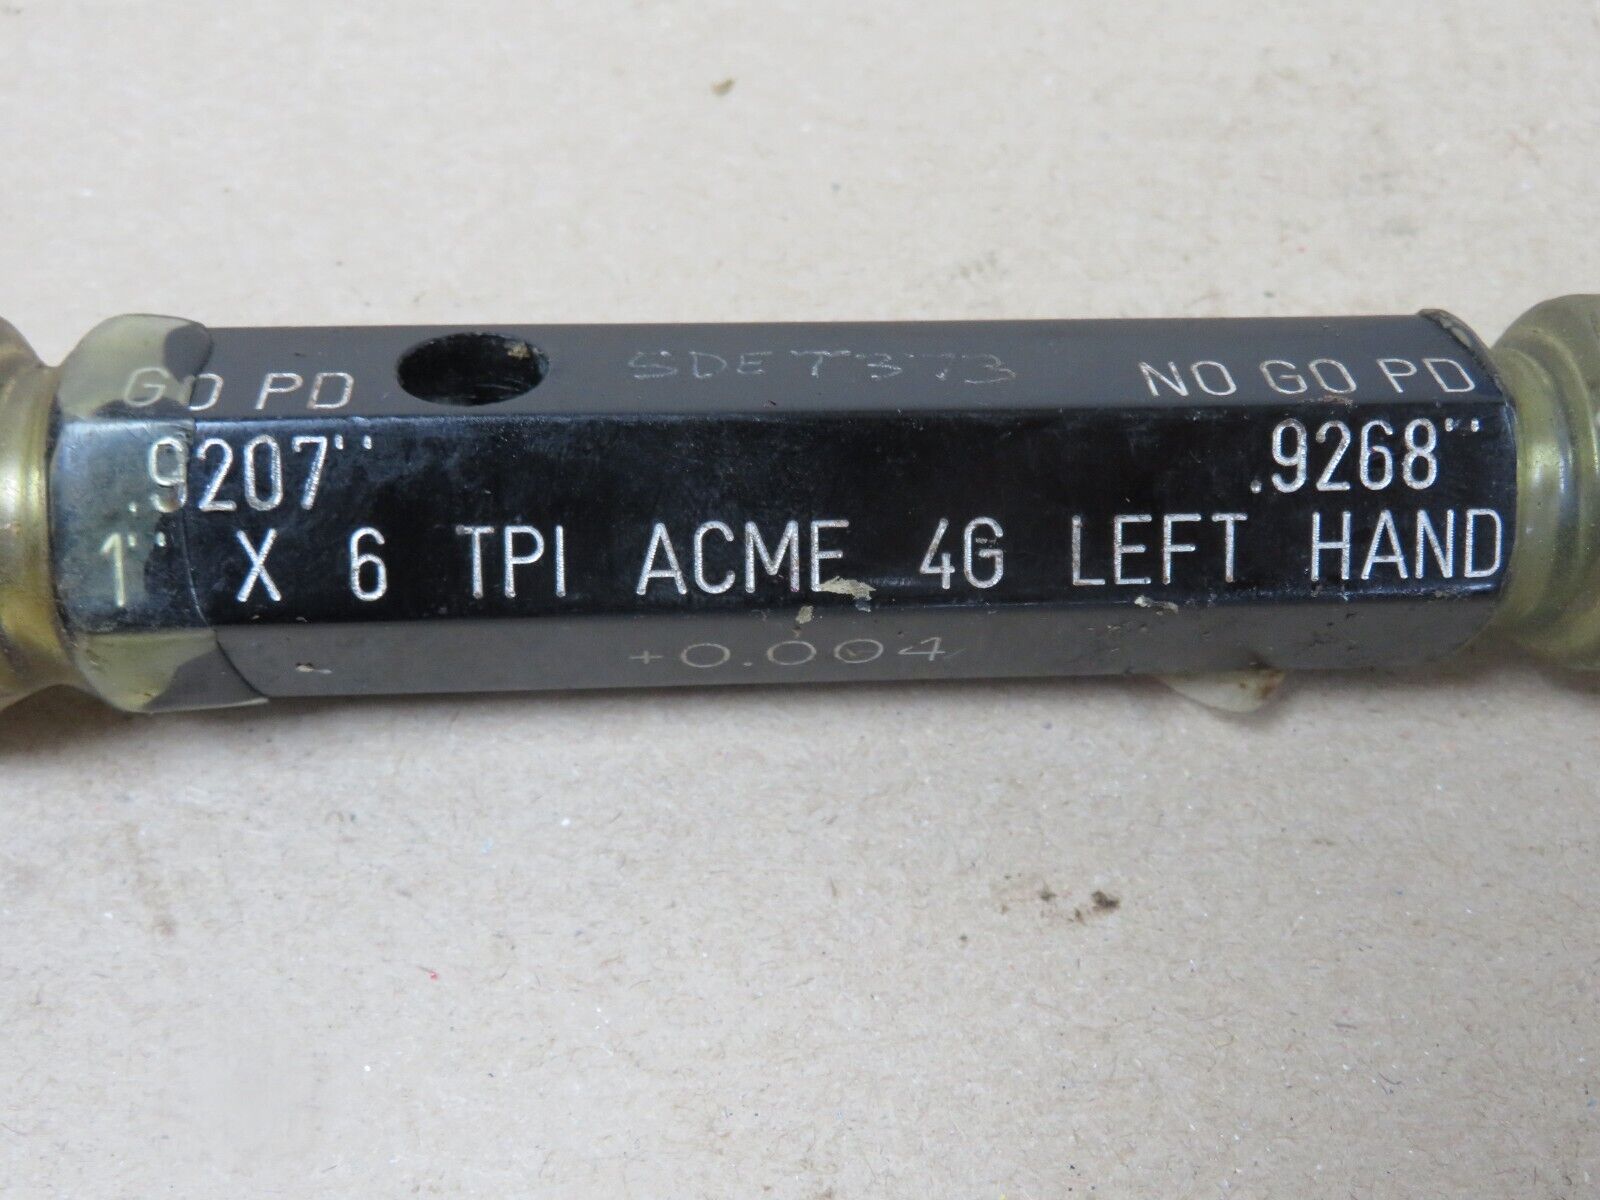 GO PD SDET373 NO GO PD
.9207" .9268"
1" X 6 TPI ACME 4G LEFT HAND
+0.004